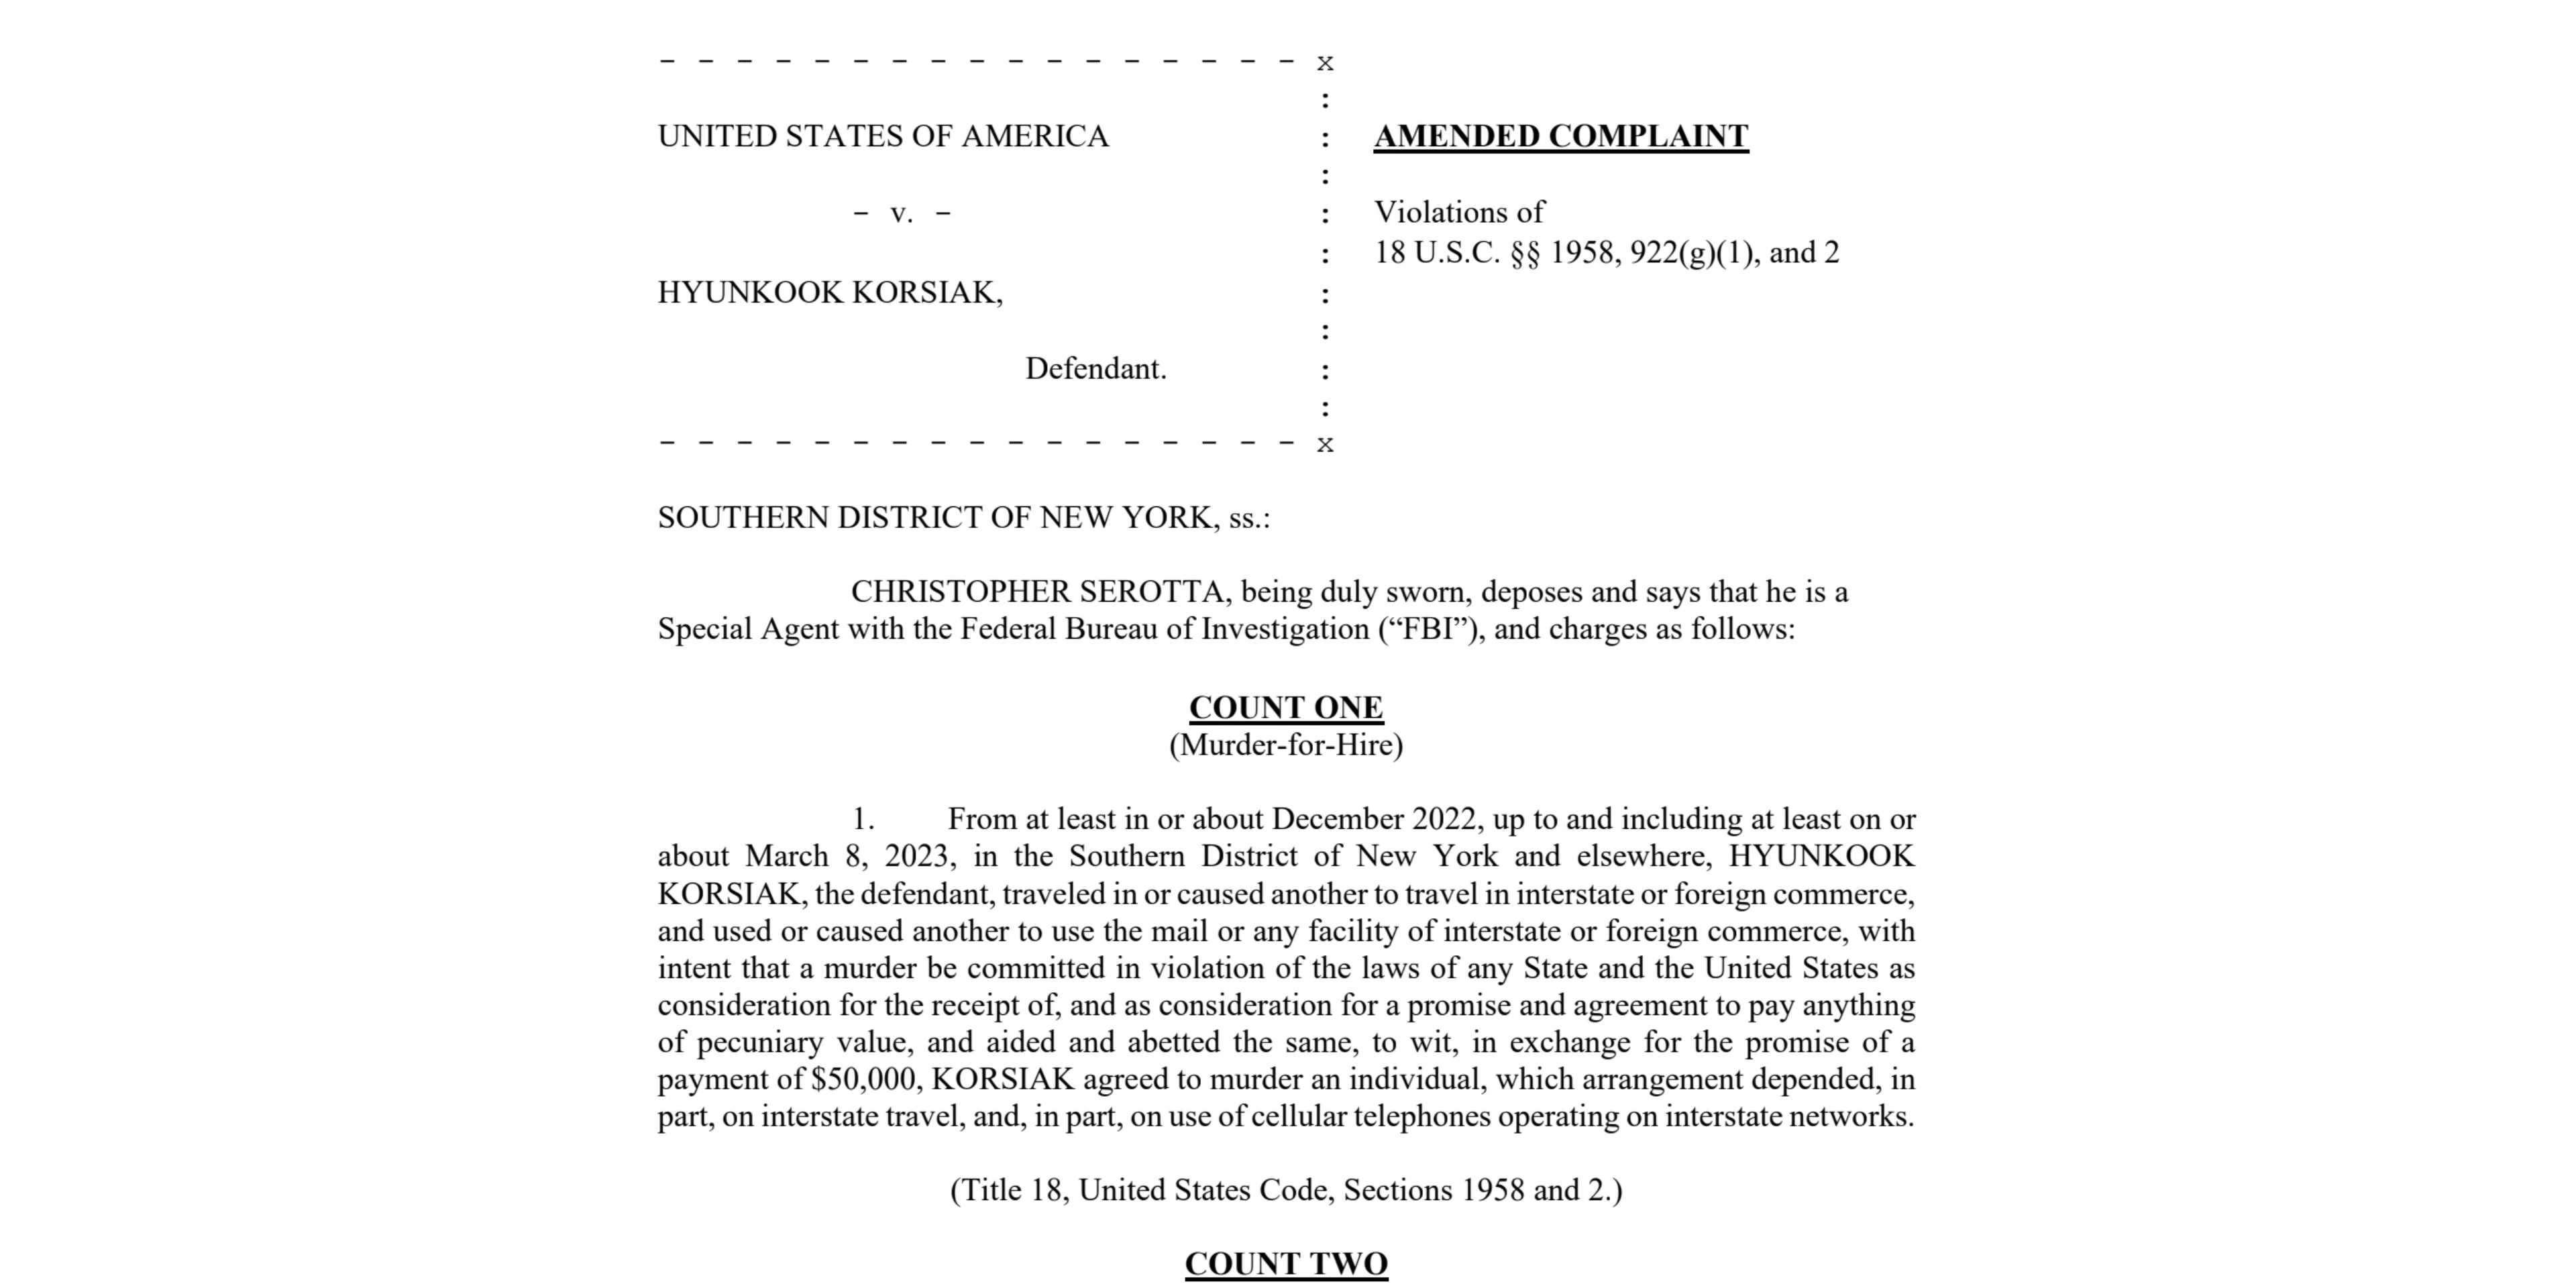 - - - - - - - - - - - - - - - - - x
:
UNITED STATES OF AMERICA : AMENDED COMPLAINT
:
- v. - : Violations of
: 18 U.S.C. §§ 1958, 922(g)(1), and 2
HYUNKOOK KORSIAK, :
:
Defendant. :
:
- - - - - - - - - - - - - - - - - x
SOUTHERN DISTRICT OF NEW YORK, ss.:
CHRISTOPHER SEROTTA, being duly sworn, deposes and says that he is a
Special Agent with the Federal Bureau of Investigation (“FBI”), and charges as follows:
COUNT ONE
(Murder-for-Hire)
1. From at least in or about December 2022, up to and including at least on or
about March 8, 2023, in the Southern District of New York and elsewhere, HYUNKOOK
KORSIAK, the defendant, traveled in or caused another to travel in interstate or foreign commerce,
and used or caused another to use the mail or any facility of interstate or foreign commerce, with
intent that a murder be committed in violation of the laws of any State and the United States as
consideration for the receipt of, and as consideration for a promise and agreement to pay anything
of pecuniary value, and aided and abetted the same, to wit, in exchange for the promise of a
payment of $50,000, KORSIAK agreed to murder an individual, which arrangement depended, in
part, on interstate travel, and, in part, on use of cellular telephones operating on interstate networks.
(Title 18, United States Code, Sections 1958 and 2.)
COUNT TWO